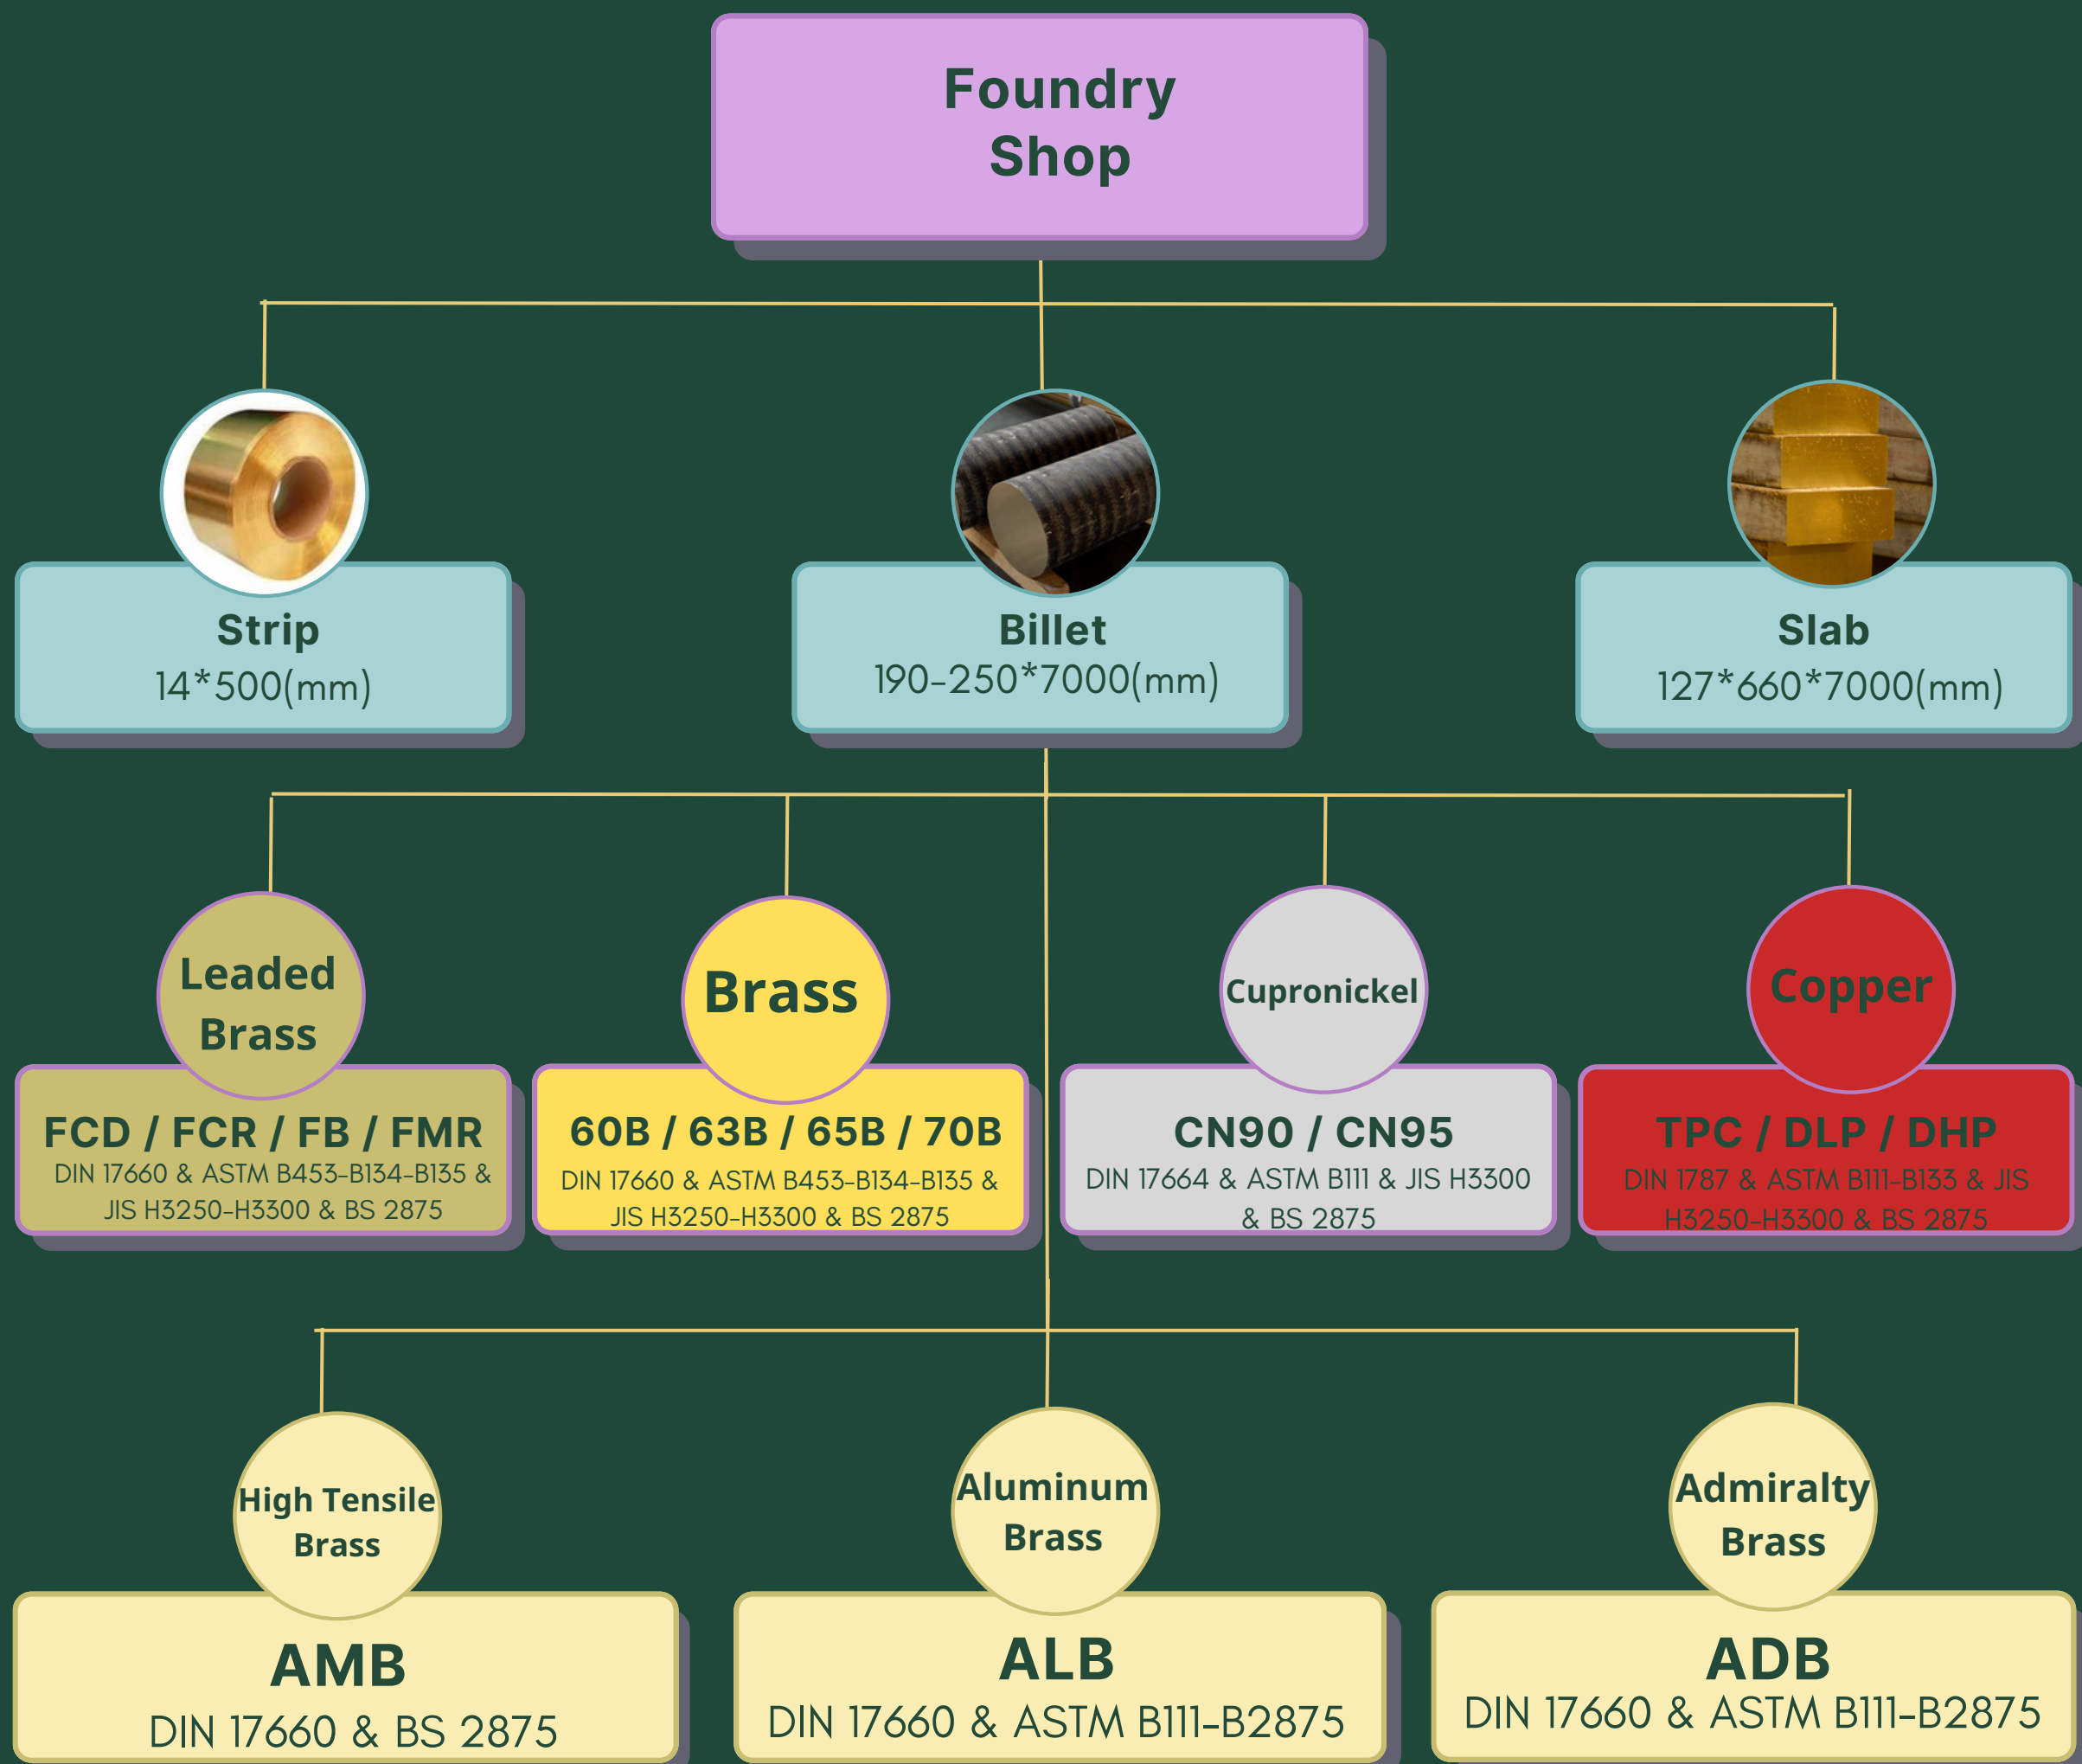 Foundry
Shop
Strip
14*500(mm)
Billet
190-250*7000(mm)
Slab
127*660*7000(mm)
Leaded
Brass
FCD / FCR / FB / FMR
DIN 17660 & ASTM B453-B134-B135 &
JIS H3250-H3300 & BS 2875
Brass
60B / 63B / 65B / 70B
DIN 17660 & ASTM B453-B134-B135 &
JIS H3250-H3300 & BS 2875
Cupronickel
CN90 / CN95
DIN 17664 & ASTM B111 & JIS H3300
& BS 2875
Copper
TPC / DLP / DHP
DIN 1787 & ASTM B111-B133 & JIS
H3250-H3300 & BS 2875
High Tensile
Brass
AMB
DIN 17660 & BS 2875
Aluminum
Brass
ALB
DIN 17660 & ASTM B111-B2875
Admiralty
Brass
ADB
DIN 17660 & ASTM B111-B2875